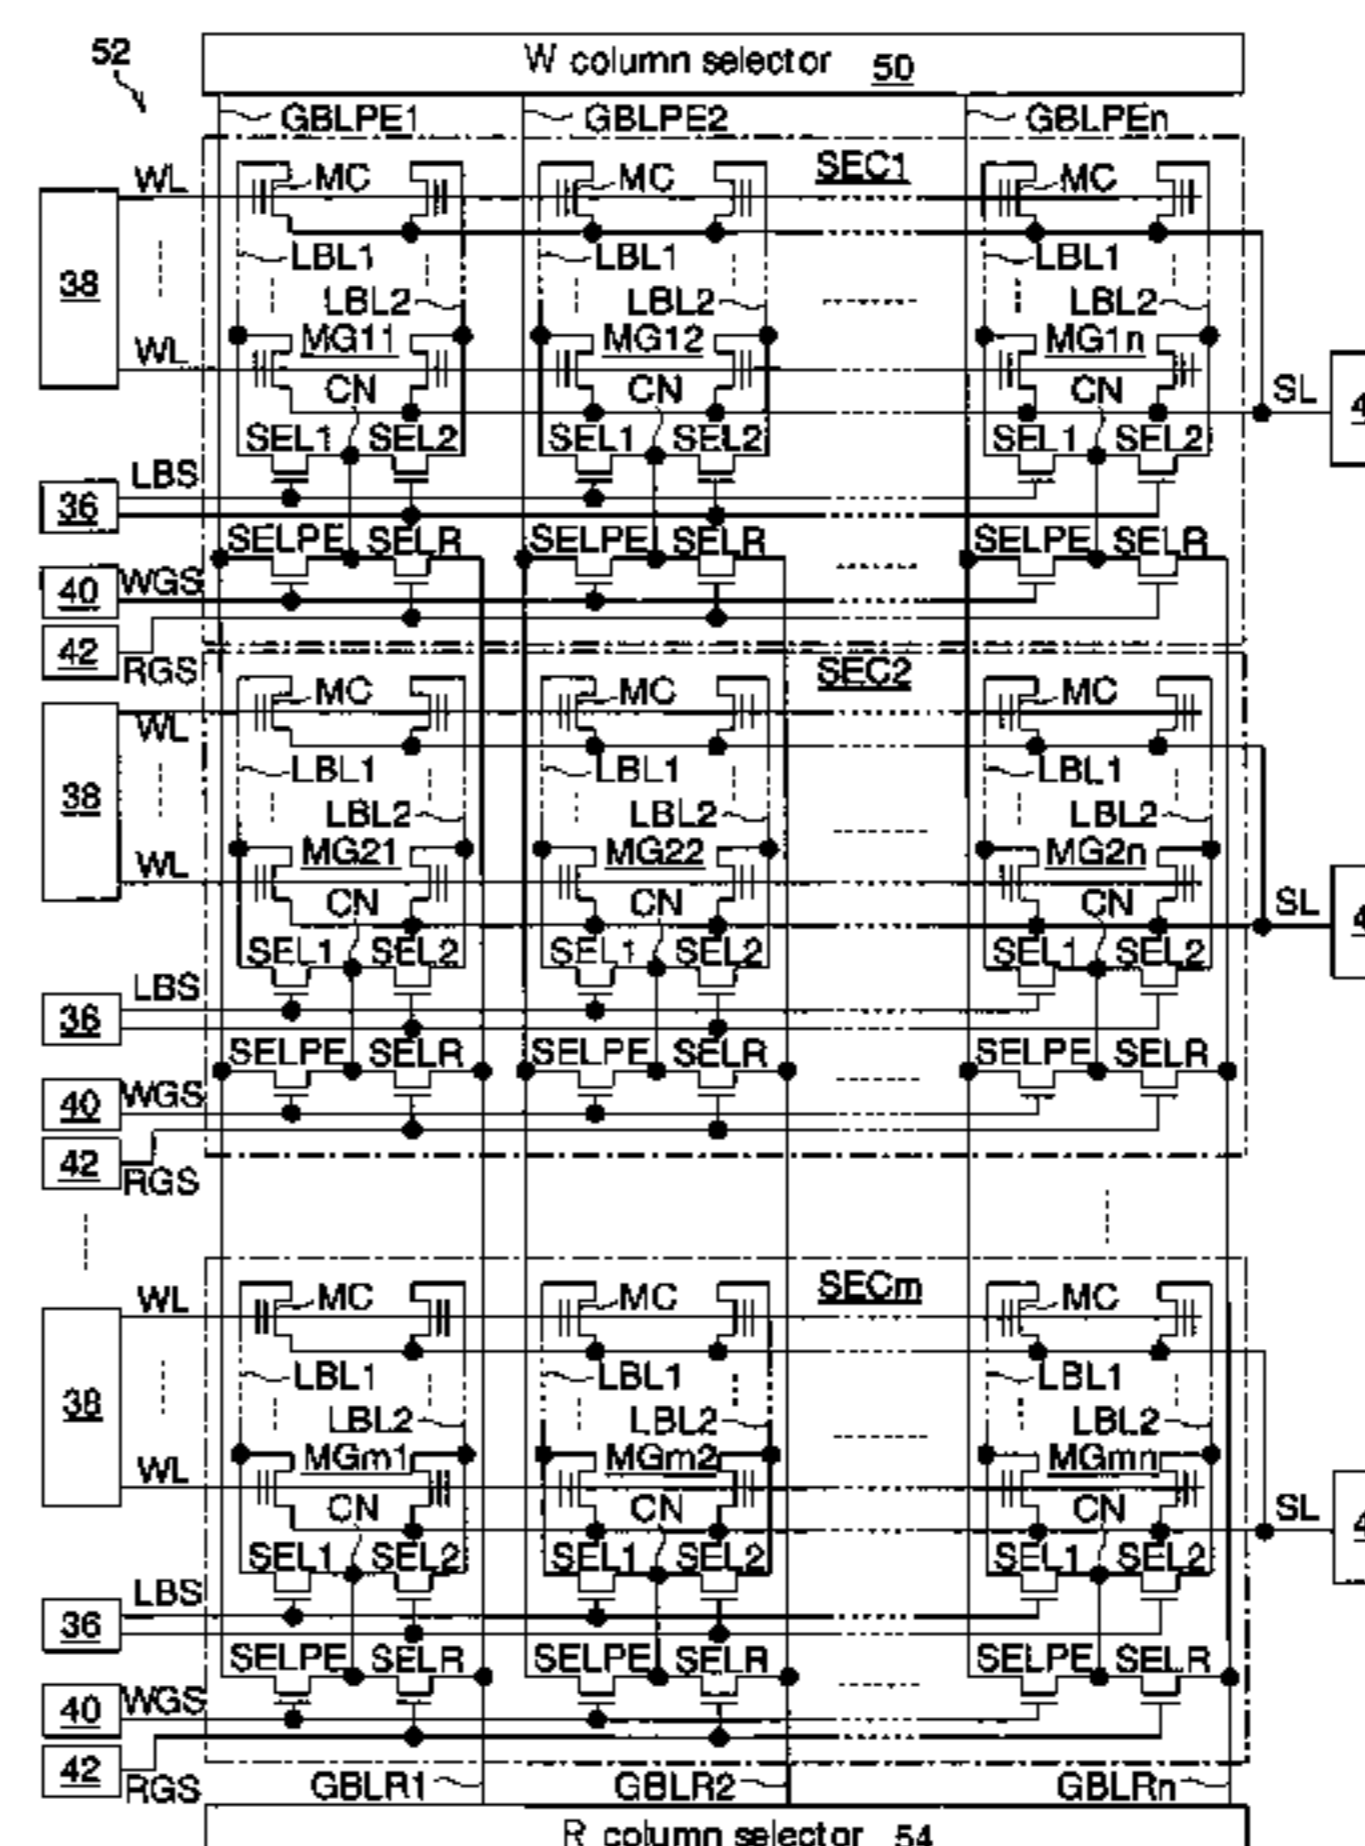 52
W column selector 50
GBLPE1 GBLPE2 GBLPEn
SEC1
WL MC MC MC
38
LBL1 LBL1 LBL1
LBL2 LBL2 LBL2
WL MG11 MG12 MG1n
CN CN CN SL
SEL1 SEL2 SEL1 SEL2 SEL1 SEL2
LBS
36
SELPE SELR SELPE SELR SELPE SELR
40 WGS
42 RGS
SEC2
WL MC MC MC
38
LBL1 LBL1 LBL1
LBL2 LBL2 LBL2
WL MG21 MG22 MG2n
CN CN CN SL
SEL1 SEL2 SEL1 SEL2 SEL1 SEL2
LBS
36
SELPE SELR SELPE SELR SELPE SELR
40 WGS
42 RGS
SECm
WL MC MC MC
38
LBL1 LBL1 LBL1
LBL2 LBL2 LBL2
WL MGm1 MGm2 MGmn
CN CN CN SL
SEL1 SEL2 SEL1 SEL2 SEL1 SEL2
LBS
36
SELPE SELR SELPE SELR SELPE SELR
40 WGS
42 RGS
GBLR1 GBLR2 GBLRn
R column selector 54